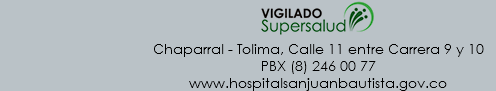 VIGILADO
Supersalud
Chaparral - Tolima, Calle 11 entre Carrera 9 y 10
PBX (8) 246 00 77
www.hospitalsanjuanbautista.gov.co